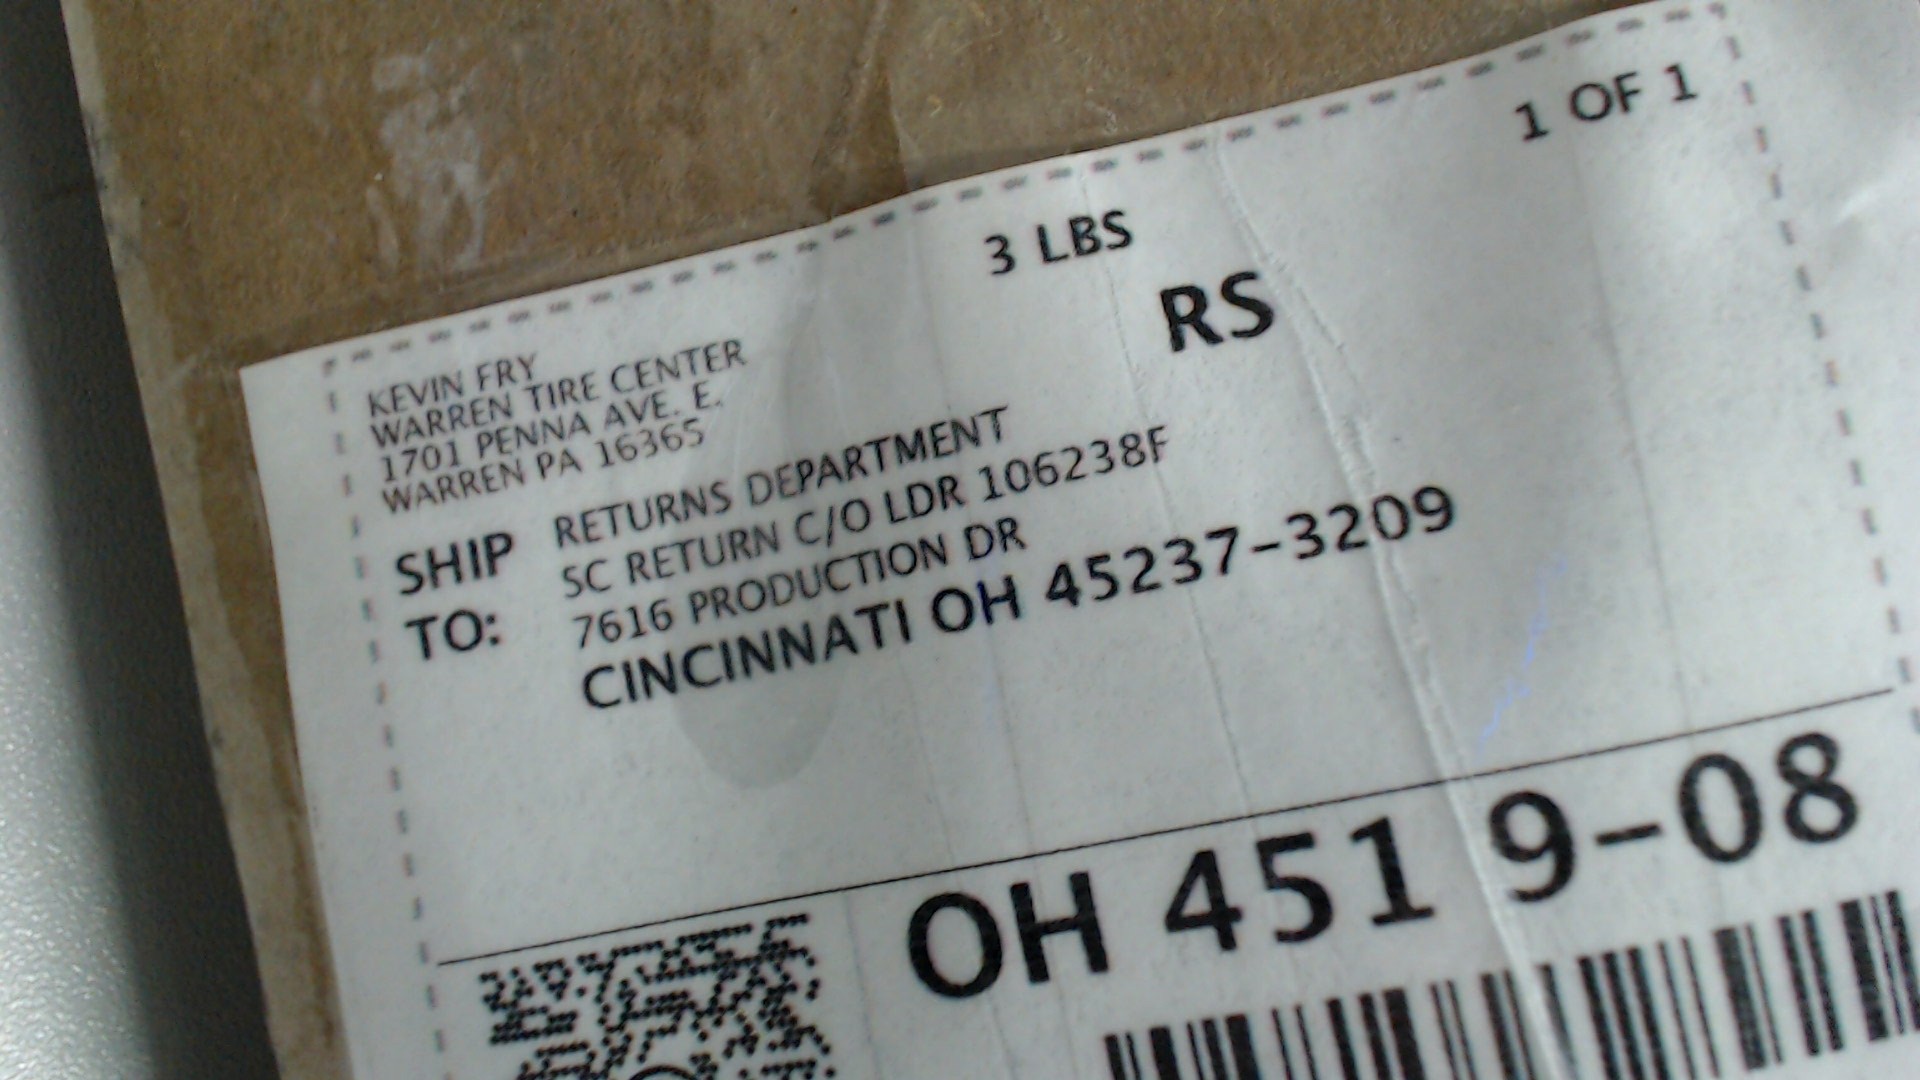 1 OF 1
3 LBS
RS
KEVIN FRY
WARREN TIRE CENTER
1701 PENNA AVE. E.
WARREN PA 16365
SHIP TO:
RETURNS DEPARTMENT
SC RETURN C/O LDR 106238F
7616 PRODUCTION DR
CINCINNATI OH 45237-3209
OH 451 9-08